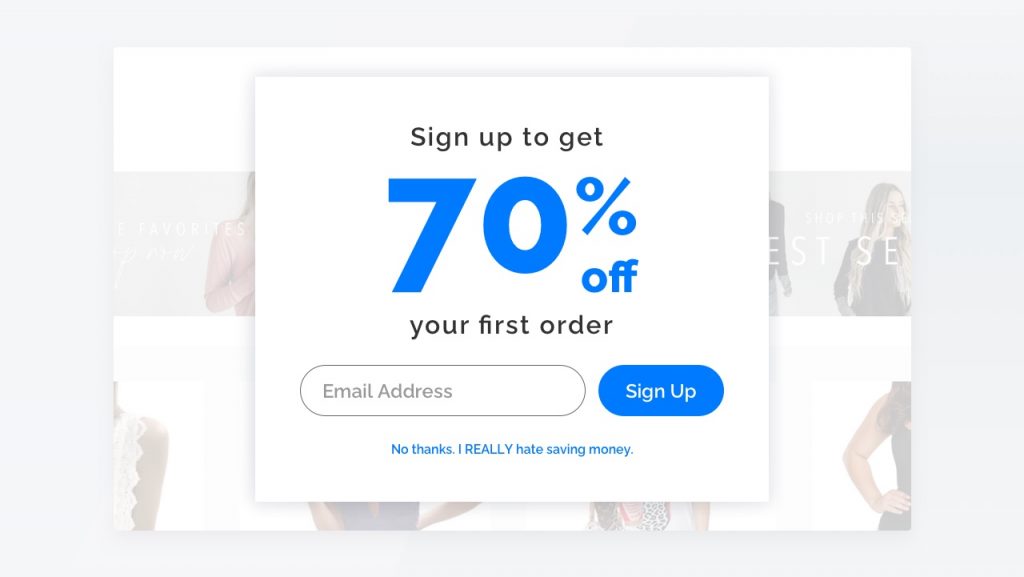 Sign up to get
70%
off
your first order
Email Address
Sign Up
No thanks. I REALLY hate saving money.
FAVORITES
SHOP THIS
EST SE